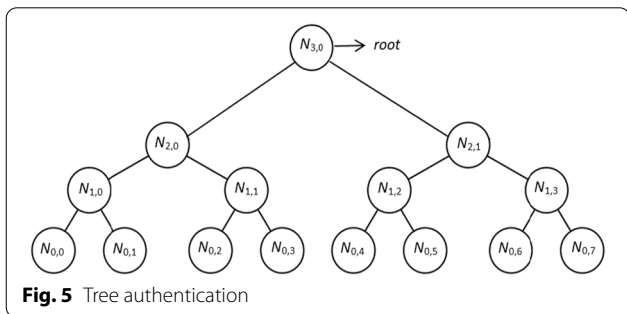 N3,0 root
N2,0 N2,1
N1,0 N1,1 N1,2 N1,3
N0,0 N0,1 N0,2 N0,3 N0,4 N0,5 N0,6 N0,7
Fig. 5 Tree authentication